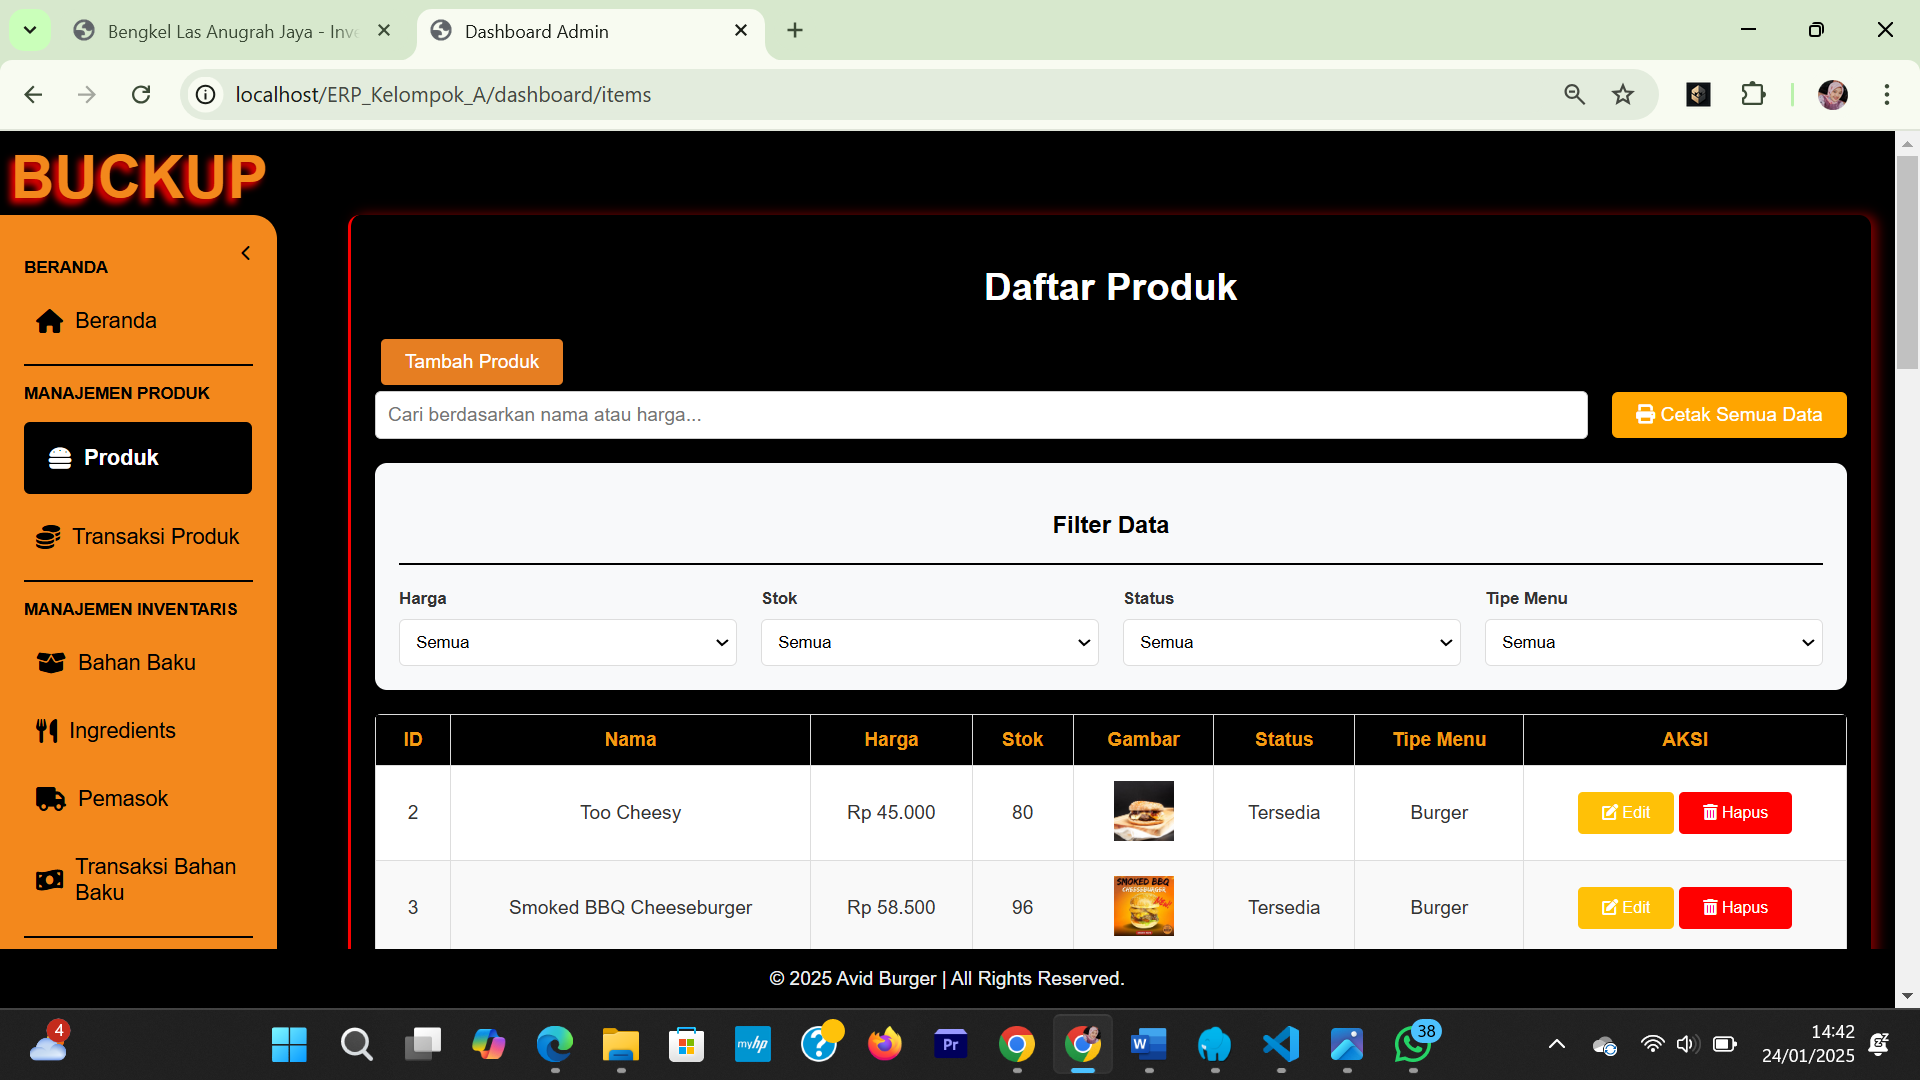 Bengkel Las Anugrah Jaya - Inve
Dashboard Admin
localhost/ERP_Kelompok_A/dashboard/items
BUCKUP
BERANDA
Beranda
MANAJEMEN PRODUK
Produk
Transaksi Produk
MANAJEMEN INVENTARIS
Bahan Baku
Ingredients
Pemasok
Transaksi Bahan
Baku
Daftar Produk
Tambah Produk
Cari berdasarkan nama atau harga...
Cetak Semua Data
Filter Data
Harga Stok Status Tipe Menu
Semua Semua Semua Semua
ID Nama Harga Stok Gambar Status Tipe Menu AKSI
2 Too Cheesy Rp 45.000 80 Tersedia Burger Edit Hapus
SMOKED BBQ
CHEESEBURGER
3 Smoked BBQ Cheeseburger Rp 58.500 96 Tersedia Burger Edit Hapus
© 2025 Avid Burger | All Rights Reserved.
4
myhp
Pr
W
38
14:42
24/01/2025